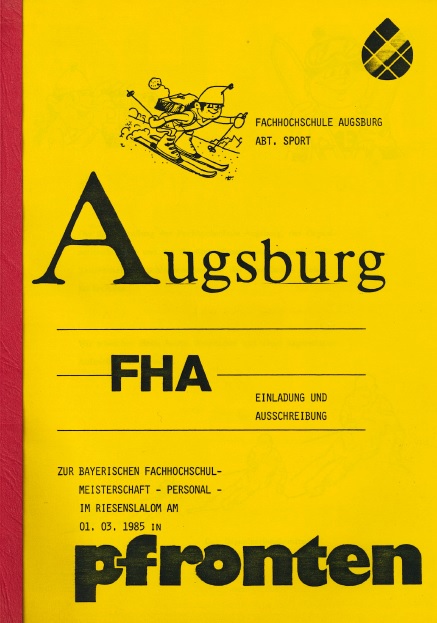 FACHHOCHSCHULE AUGSBURG
ABT. SPORT
Augsburg
FHA
EINLADUNG UND
AUSSCHREIBUNG
ZUR BAYERISCHEN FACHHOCHSCHUL-
MEISTERSCHAFT - PERSONAL -
IM RIESENSLALOM AM
01. 03. 1985 IN
pfronten